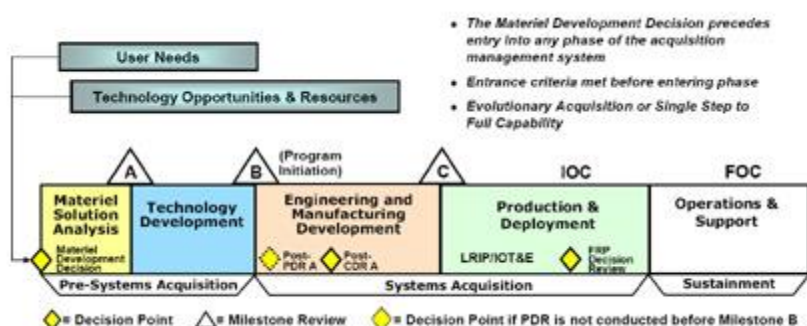 • The Materiel Development Decision precedes
entry into any phase of the acquisition
management system
• Entrance criteria met before entering phase
• Evolutionary Acquisition or Single Step to
Full Capability
User Needs
Technology Opportunities & Resources
A
B
(Program
Initiation)
C
IOC
FOC
Materiel
Solution
Analysis
Materiel
Development
Decision
Technology
Development
Engineering and
Manufacturing
Development
Post-
PDR A
Post-
CDR A
Production &
Deployment
LRIP/IOT&E
FRP
Decision
Review
Operations
& Support
Pre-Systems Acquisition
Systems Acquisition
Sustainment
= Decision Point
= Milestone Review
= Decision Point if PDR is not conducted before Milestone B